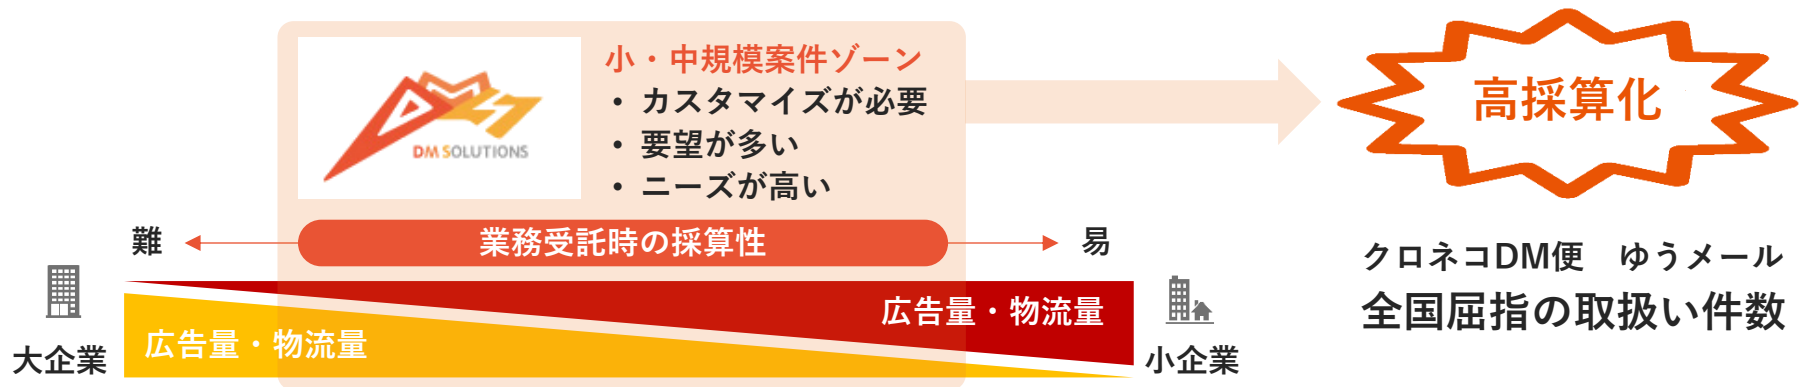 DM SOLUTIONS
小・中規模案件ゾーン
• カスタマイズが必要
• 要望が多い
• ニーズが高い
高採算化
難
業務受託時の採算性
易
クロネコDM便　ゆうメール
全国屈指の取扱い件数
広告量・物流量
広告量・物流量
大企業
小企業